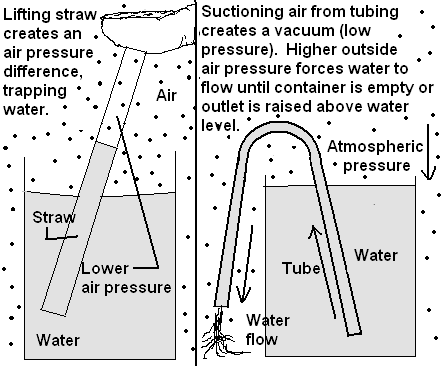 Lifting straw
creates an
air pressure
difference,
trapping
water.
Air
Straw
Lower
air pressure
Water
Suctioning air from tubing
creates a vacuum (low
pressure). Higher outside
air pressure forces water to
flow until container is empty or
outlet is raised above water
level.
Atmospheric
pressure
Water
Tube
Water
flow